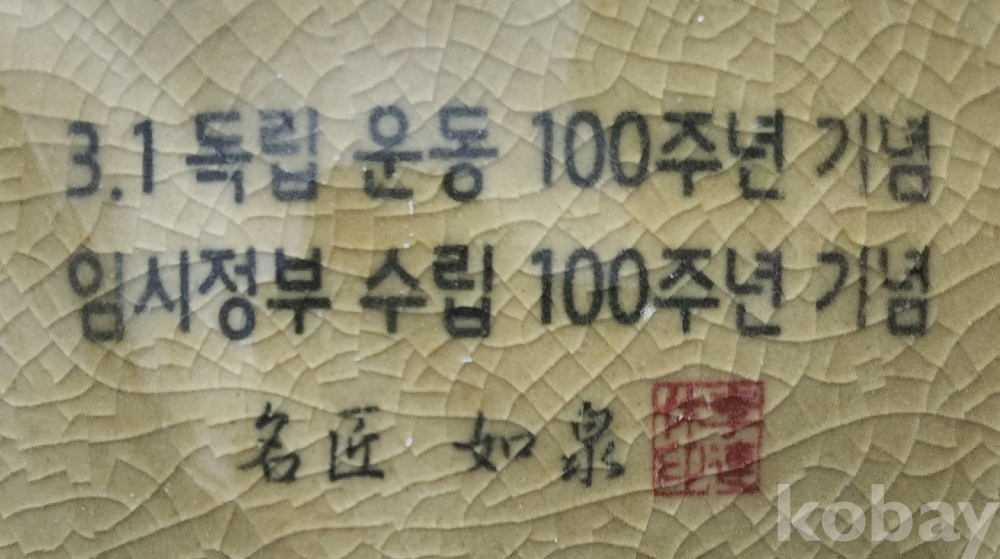 3.1 독립 운동 100주년 기념
임시정부 수립 100주년 기념
名匠 如泉
kobay